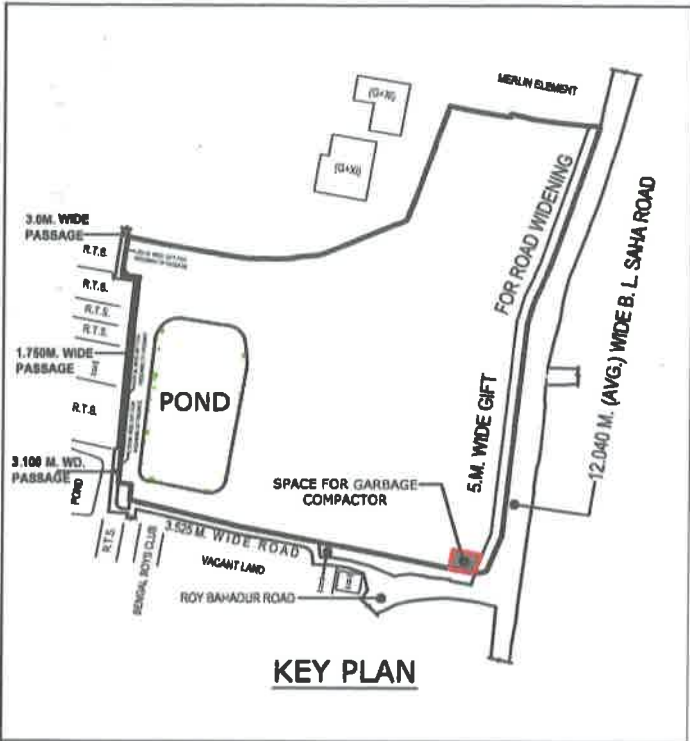 MERLIN ELEMENT
(G+XI)
(G+XI)
3.0M. WIDE
PASSAGE
R.T.S.
R.T.S.
R.T.S.
R.T.S.
1.750M. WIDE
PASSAGE
R.T.S.
3.100 M. WD.
PASSAGE
POND
R.T.S.
BENGAL BOYS CLUB
POND
FOR ROAD WIDENING
5.M. WIDE GIFT
12.040 M. (AVG.) WIDE B. L. SAHA ROAD
SPACE FOR GARBAGE
COMPACTOR
3.525 M. WIDE ROAD
VACANT LAND
ROY BAHADUR ROAD
KEY PLAN